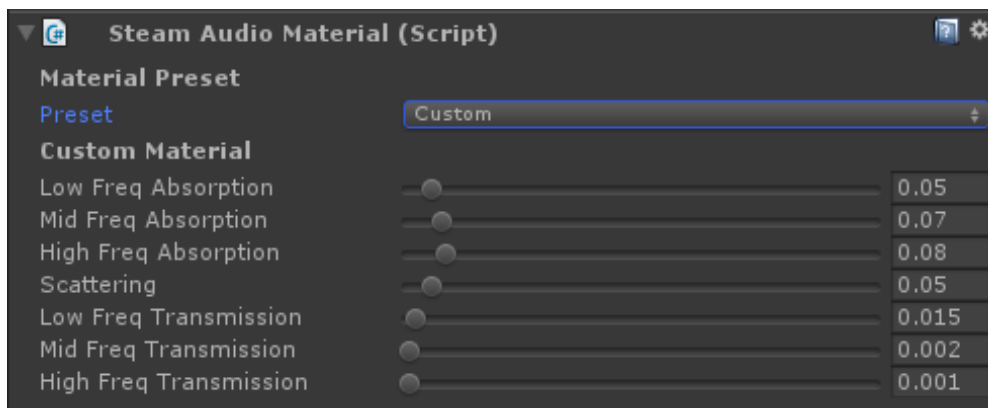 Steam Audio Material (Script)
Material Preset
Preset Custom
Custom Material
Low Freq Absorption 0.05
Mid Freq Absorption 0.07
High Freq Absorption 0.08
Scattering 0.05
Low Freq Transmission 0.015
Mid Freq Transmission 0.002
High Freq Transmission 0.001